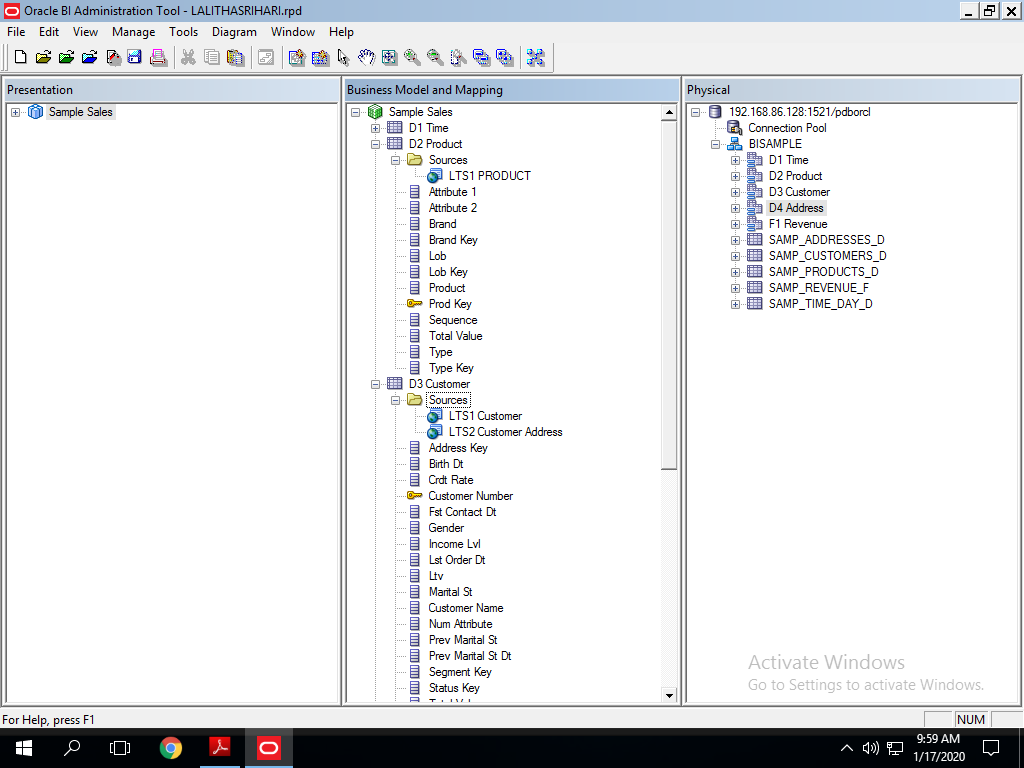 Oracle BI Administration Tool - LALITHASRIHARI.rpd
File Edit View Manage Tools Diagram Window Help
Presentation
Sample Sales
Business Model and Mapping
Sample Sales
D1 Time
D2 Product
Sources
LTS1 PRODUCT
Attribute 1
Attribute 2
Brand
Brand Key
Lob
Lob Key
Product
Prod Key
Sequence
Total Value
Type
Type Key
D3 Customer
Sources
LTS1 Customer
LTS2 Customer Address
Address Key
Birth Dt
Crdt Rate
Customer Number
Fst Contact Dt
Gender
Income Lvl
Lst Order Dt
Ltv
Marital St
Customer Name
Num Attribute
Prev Marital St
Prev Marital St Dt
Segment Key
Status Key
Physical
192.168.86.128:1521/pdborcl
Connection Pool
BISAMPLE
D1 Time
D2 Product
D3 Customer
D4 Address
F1 Revenue
SAMP_ADDRESSES_D
SAMP_CUSTOMERS_D
SAMP_PRODUCTS_D
SAMP_REVENUE_F
SAMP_TIME_DAY_D
Activate Windows
Go to Settings to activate Windows.
For Help, press F1
NUM
9:59 AM
1/17/2020